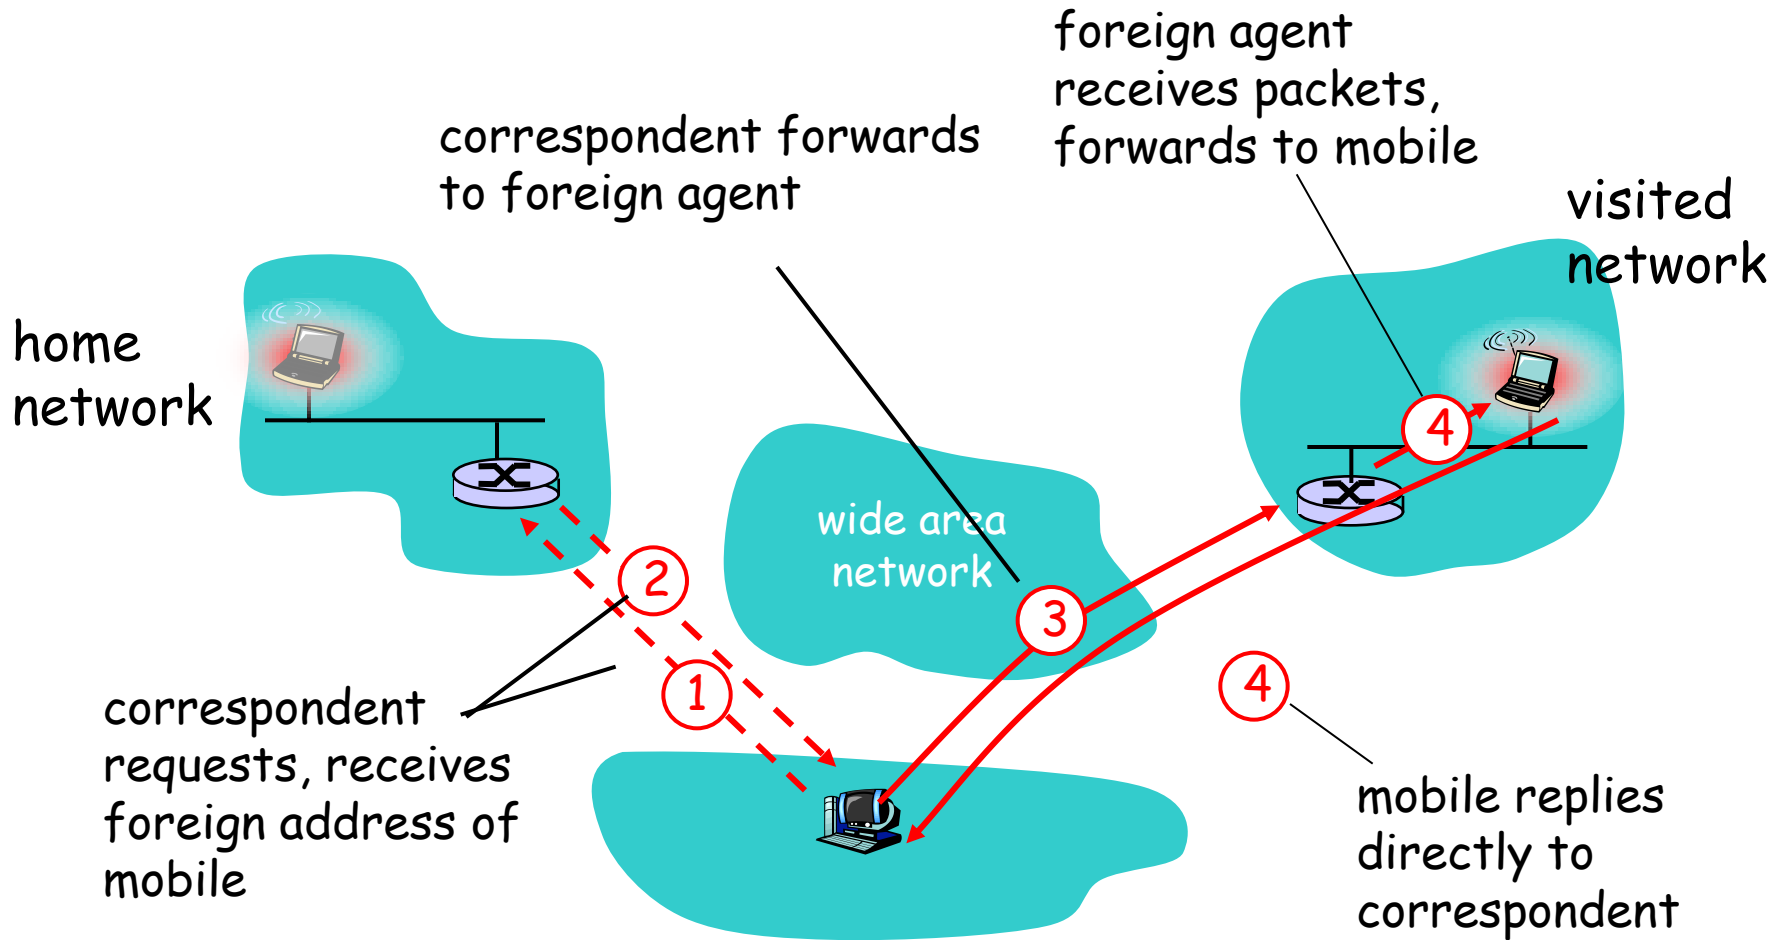 foreign agent
receives packets,
forwards to mobile
correspondent forwards
to foreign agent
visited
network
home
network
4
wide area
network
2
3
1
4
correspondent
requests, receives
foreign address of
mobile
mobile replies
directly to
correspondent